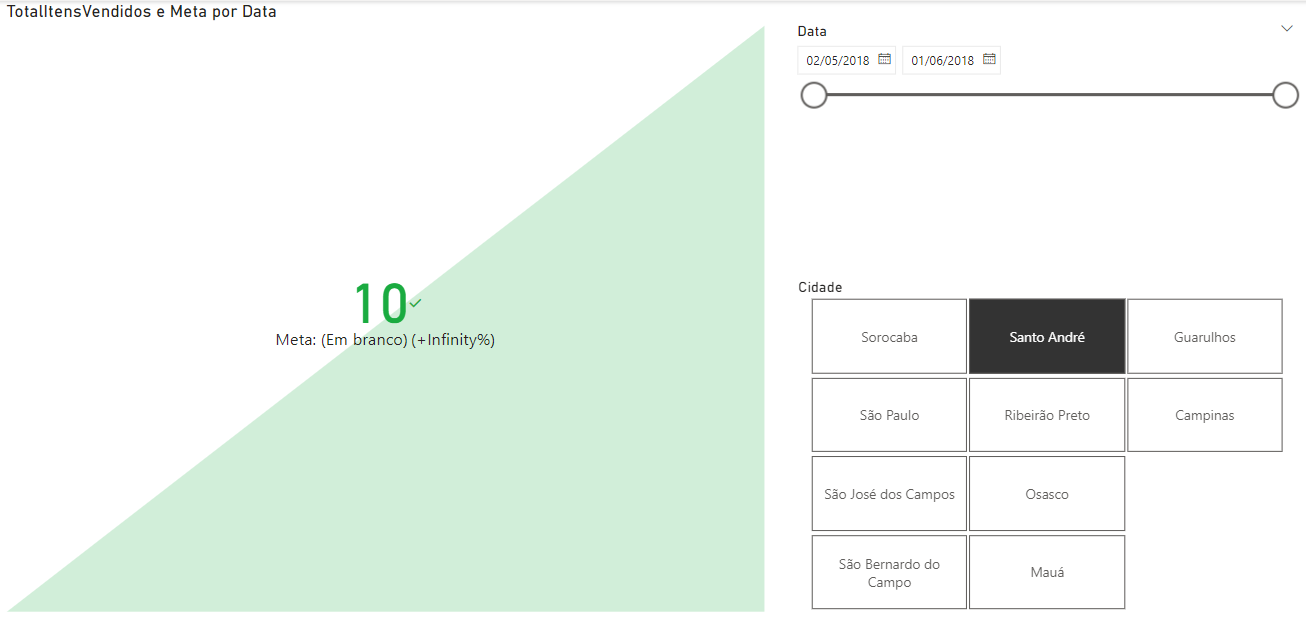 TotalItensVendidos e Meta por Data
10
Meta: (Em branco) (+Infinity%)
Data
02/05/2018 01/06/2018
Cidade
Sorocaba Santo André Guarulhos
São Paulo Ribeirão Preto Campinas
São José dos Campos Osasco
São Bernardo do
Campo
Mauá